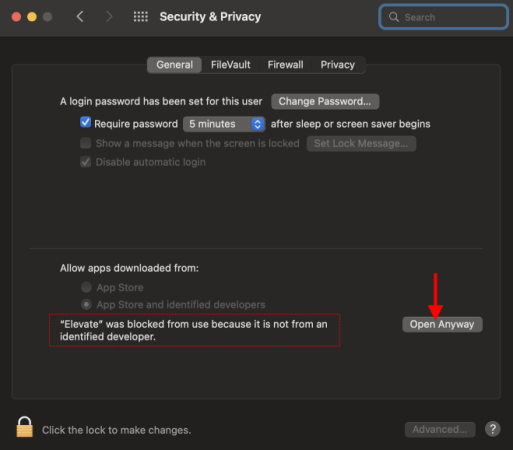 Security & Privacy
Search
General
FileVault
Firewall
Privacy
A login password has been set for this user
Change Password...
Require password
5 minutes
after sleep or screen saver begins
Show a message when the screen is locked
Set Lock Message...
Disable automatic login
Allow apps downloaded from:
App Store
App Store and identified developers
“Elevate” was blocked from use because it is not from an
identified developer.
Open Anyway
Click the lock to make changes.
Advanced...
?